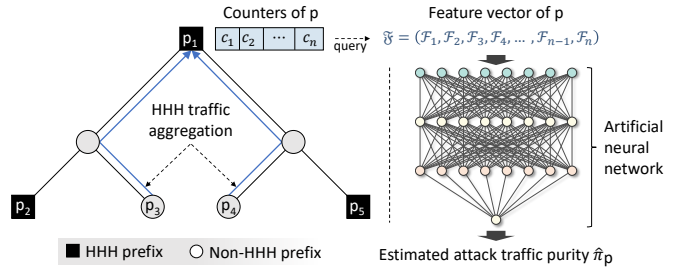 Counters of p
Feature vector of p
p₁
c₁ c₂ ⋯ cₙ
query
𝔉 = (ℱ₁, ℱ₂, ℱ₃, ℱ₄, … , ℱₙ₋₁, ℱₙ)
HHH traffic
aggregation
Artificial
neural
network
p₂
p₃
p₄
p₅
HHH prefix
Non-HHH prefix
Estimated attack traffic purity π̂ₚ